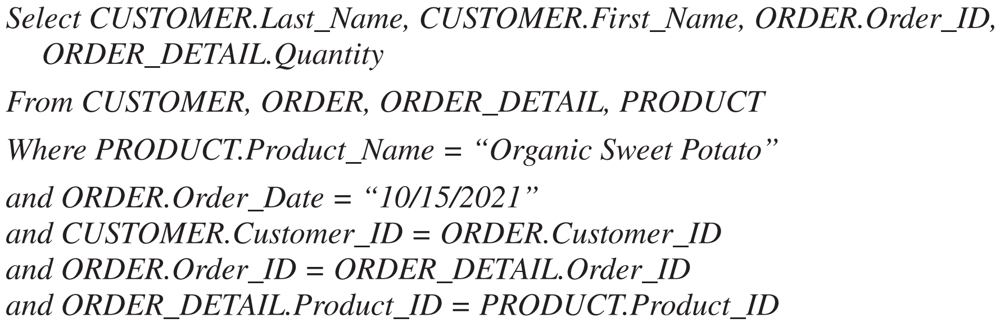 Select CUSTOMER.Last_Name, CUSTOMER.First_Name, ORDER.Order_ID,
ORDER_DETAIL.Quantity
From CUSTOMER, ORDER, ORDER_DETAIL, PRODUCT
Where PRODUCT.Product_Name = “Organic Sweet Potato”
and ORDER.Order_Date = “10/15/2021”
and CUSTOMER.Customer_ID = ORDER.Customer_ID
and ORDER.Order_ID = ORDER_DETAIL.Order_ID
and ORDER_DETAIL.Product_ID = PRODUCT.Product_ID